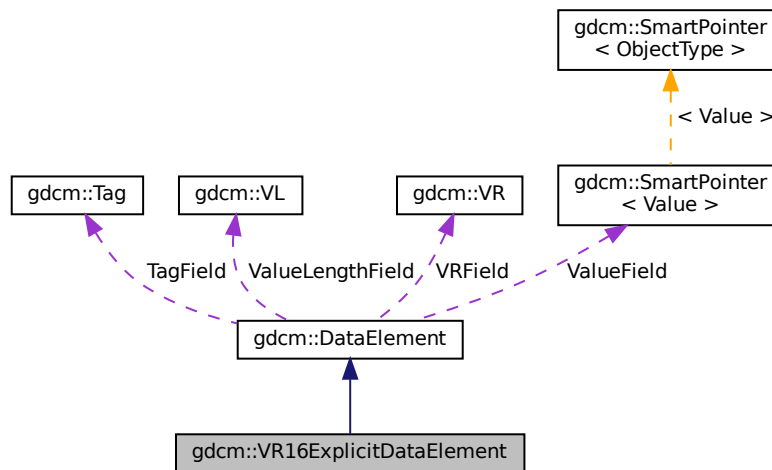 gdcm::SmartPointer
< ObjectType >
< Value >
gdcm::Tag
gdcm::VL
gdcm::VR
gdcm::SmartPointer
< Value >
TagField
ValueLengthField
VRField
ValueField
gdcm::DataElement
gdcm::VR16ExplicitDataElement